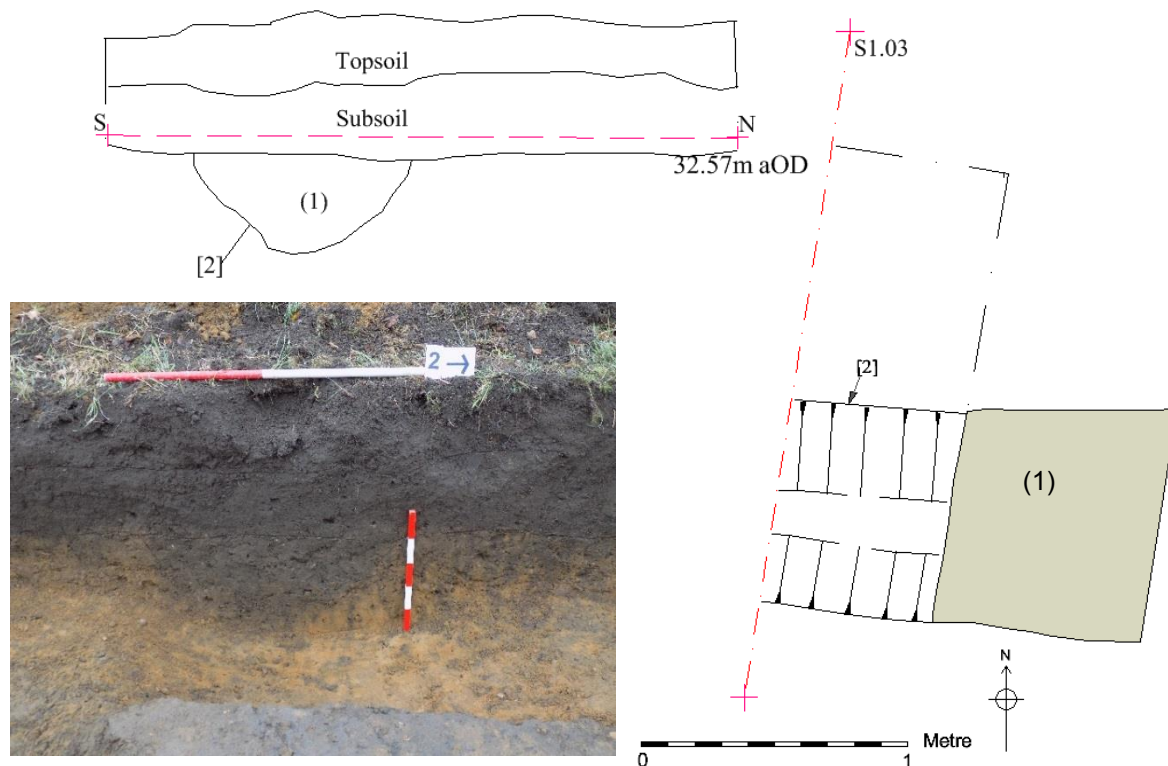 Topsoil
Subsoil
S
N
32.57m aOD
(1)
[2]
2 →
S1.03
[2]
(1)
N
Metre
0
1